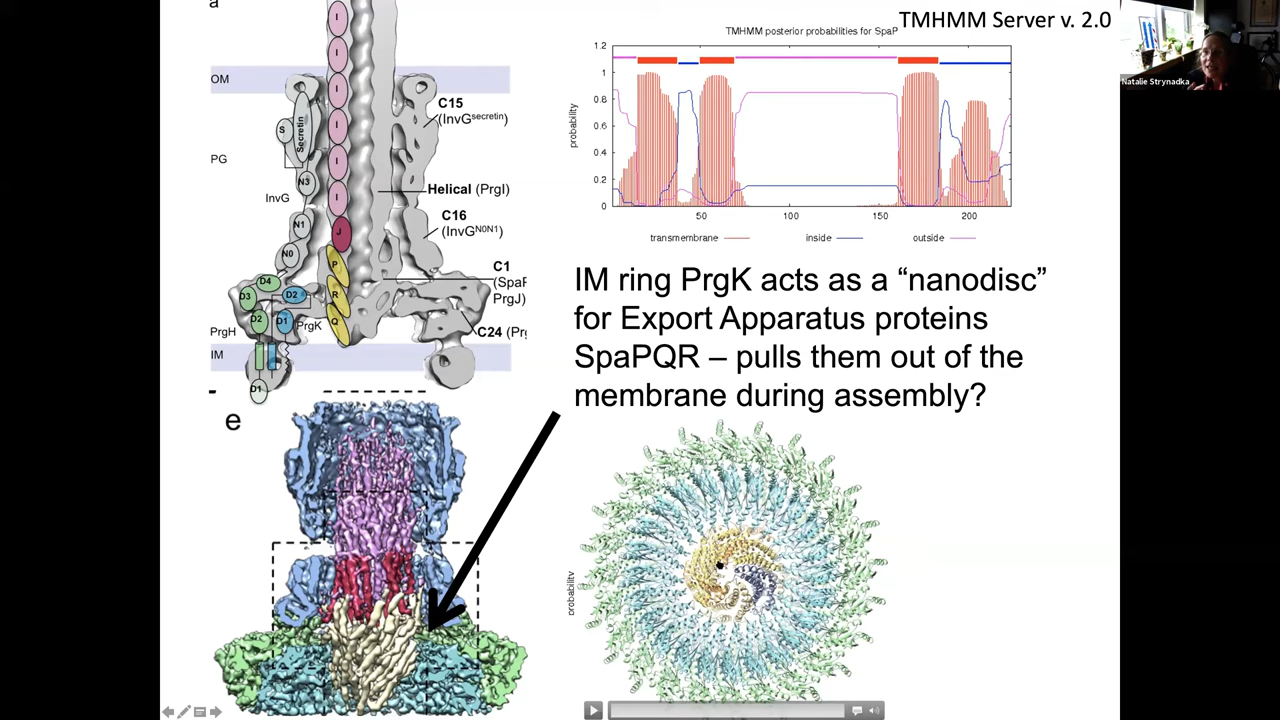 a
TMHMM Server v. 2.0
Natalie Strynadka
TMHMM posterior probabilities for SpaP
1.2
1
0.8
0.6
0.4
0.2
0
probability
50
100
150
200
transmembrane
inside
outside
OM
PG
IM
I
I
I
I
I
I
J
P
R
Q
S
Secretin
N3
InvG
N1
N0
D4
D3
D2
D2
D1
PrgH
PrgK
D1
C15
(InvGsecretin)
Helical (PrgI)
C16
(InvGN0N1)
C1
(SpaP
PrgJ)
C24 (Pr
IM ring PrgK acts as a “nanodisc”
for Export Apparatus proteins
SpaPQR – pulls them out of the
membrane during assembly?
e
probability